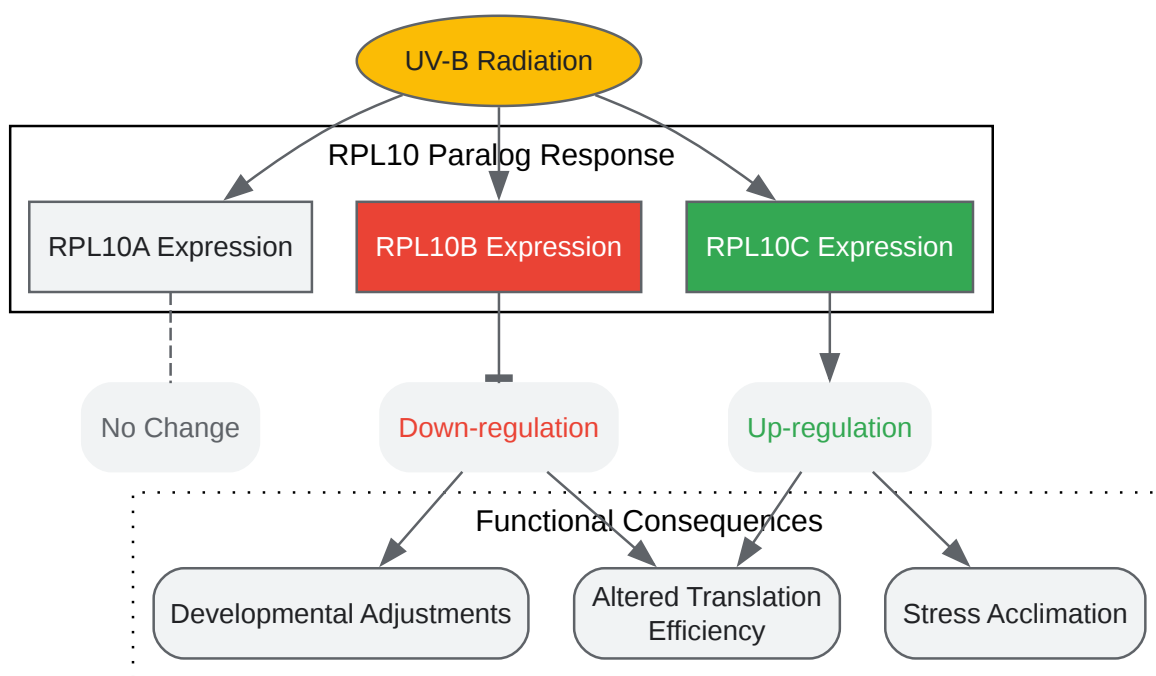 UV-B Radiation
RPL10 Paralog Response
RPL10A Expression
RPL10B Expression
RPL10C Expression
No Change
Down-regulation
Up-regulation
Functional Consequences
Developmental Adjustments
Altered Translation
Efficiency
Stress Acclimation